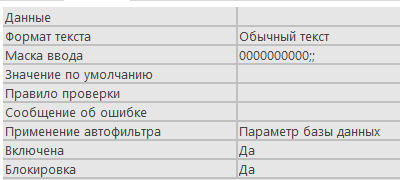 Данные
Формат текста Обычный текст
Маска ввода 0000000000;;
Значение по умолчанию
Правило проверки
Сообщение об ошибке
Применение автофильтра Параметр базы данных
Включена Да
Блокировка Да